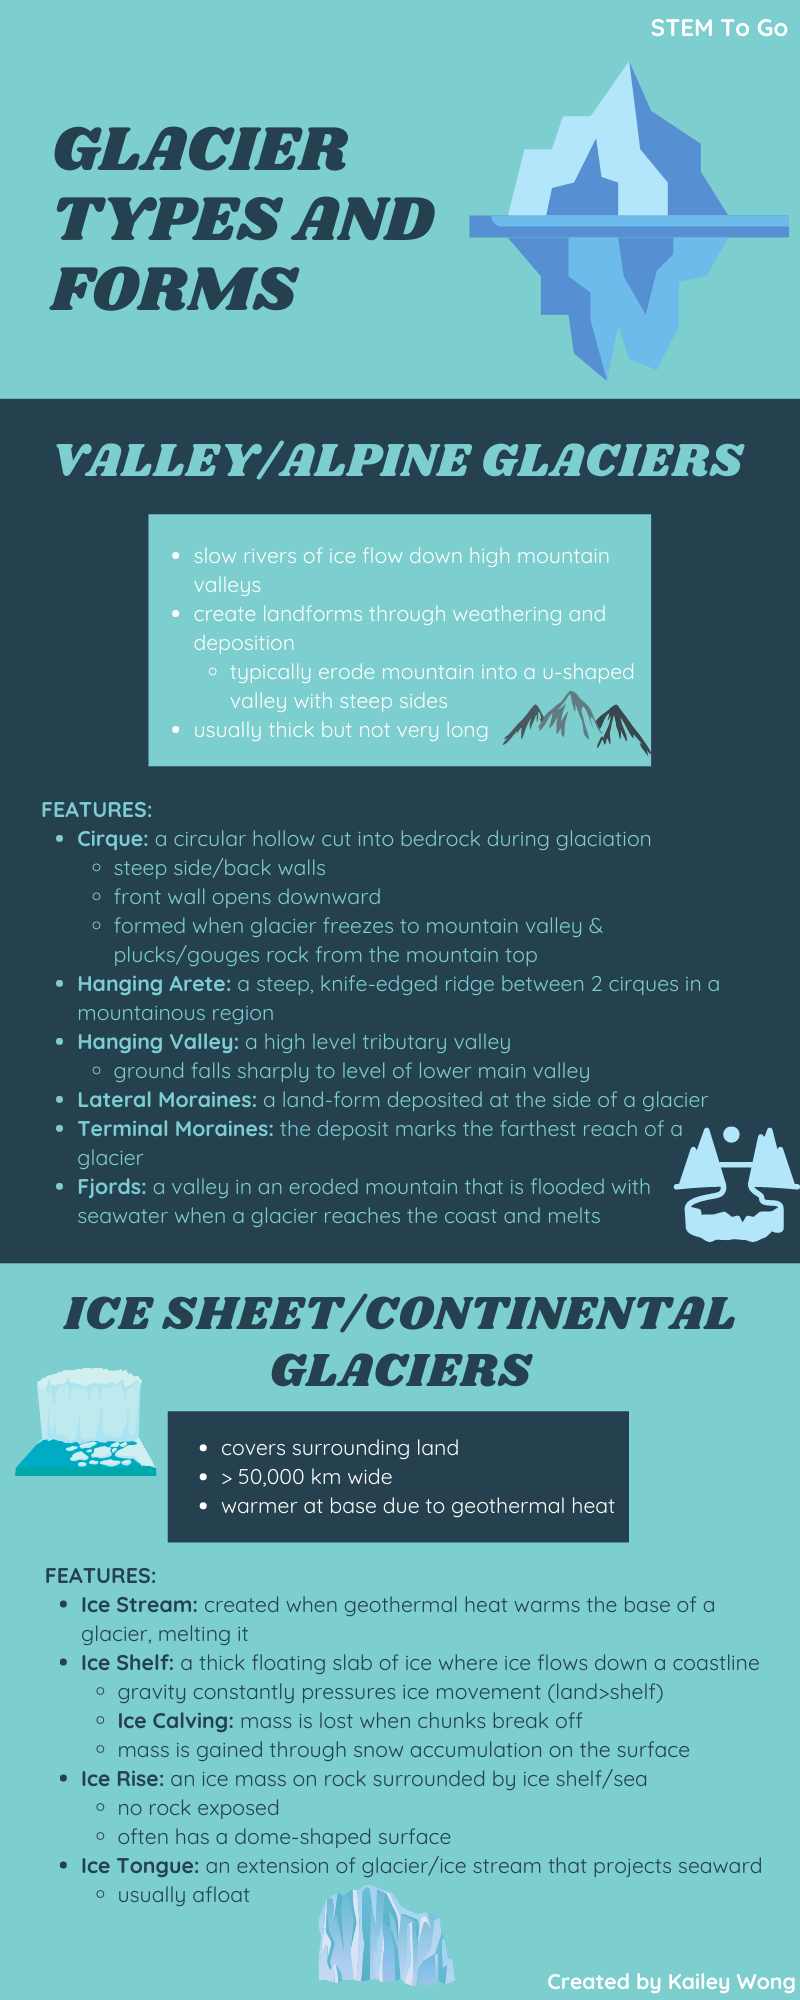 STEM To Go
GLACIER
TYPES AND
FORMS
VALLEY/ALPINE GLACIERS
slow rivers of ice flow down high mountain
valleys
create landforms through weathering and
deposition
typically erode mountain into a u-shaped
valley with steep sides
usually thick but not very long
FEATURES:
Cirque: a circular hollow cut into bedrock during glaciation
steep side/back walls
front wall opens downward
formed when glacier freezes to mountain valley &
plucks/gouges rock from the mountain top
Hanging Arete: a steep, knife-edged ridge between 2 cirques in a
mountainous region
Hanging Valley: a high level tributary valley
ground falls sharply to level of lower main valley
Lateral Moraines: a land-form deposited at the side of a glacier
Terminal Moraines: the deposit marks the farthest reach of a
glacier
Fjords: a valley in an eroded mountain that is flooded with
seawater when a glacier reaches the coast and melts
ICE SHEET/CONTINENTAL
GLACIERS
covers surrounding land
> 50,000 km wide
warmer at base due to geothermal heat
FEATURES:
Ice Stream: created when geothermal heat warms the base of a
glacier, melting it
Ice Shelf: a thick floating slab of ice where ice flows down a coastline
gravity constantly pressures ice movement (land>shelf)
Ice Calving: mass is lost when chunks break off
mass is gained through snow accumulation on the surface
Ice Rise: an ice mass on rock surrounded by ice shelf/sea
no rock exposed
often has a dome-shaped surface
Ice Tongue: an extension of glacier/ice stream that projects seaward
usually afloat
Created by Kailey Wong